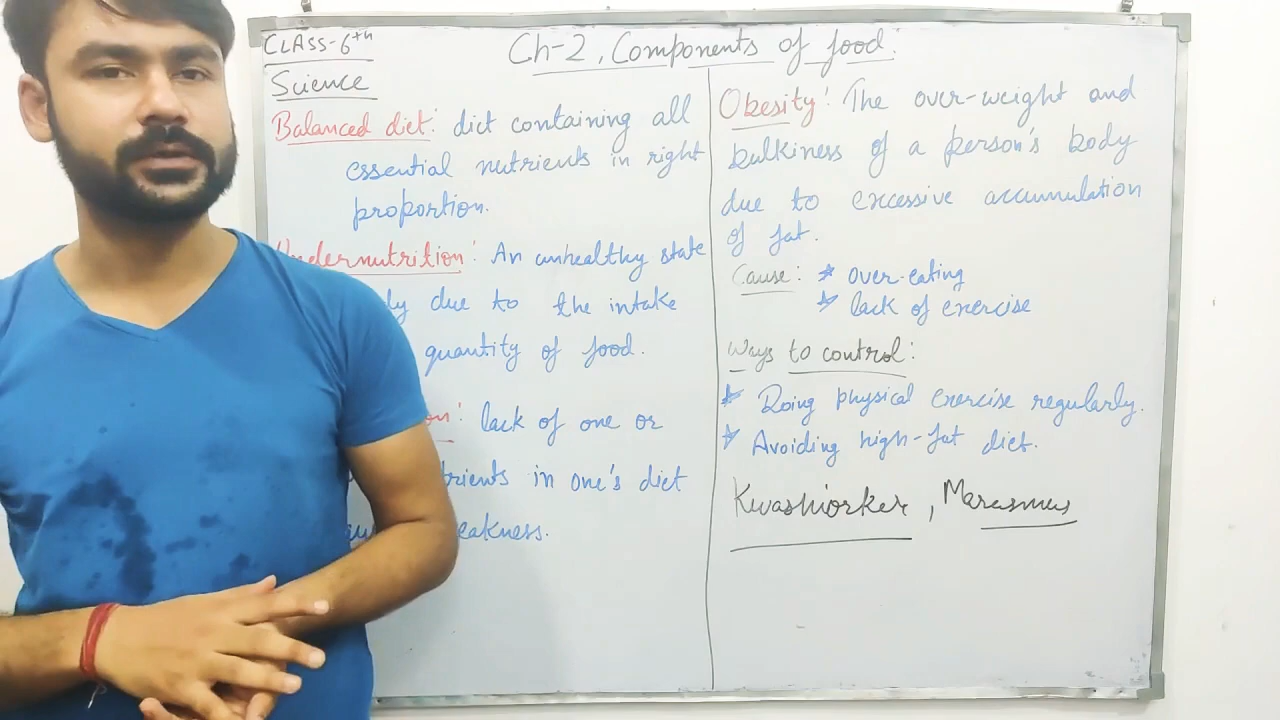 CLASS-6th
Science
Ch-2, Components of food:
Balanced diet: diet containing all
essential nutrients in right
proportion.
Undernutrition: An unhealthy state
due to the intake
quantity of food.
lack of one or
in one's diet
Obesity: The over-weight and
bulkiness of a person's body
due to excessive accumulation
of fat.
Cause: * over-eating
* lack of exercise
Ways to control:
* Doing physical exercise regularly.
* Avoiding high-fat diet.
Kwashiorker, Marasmus